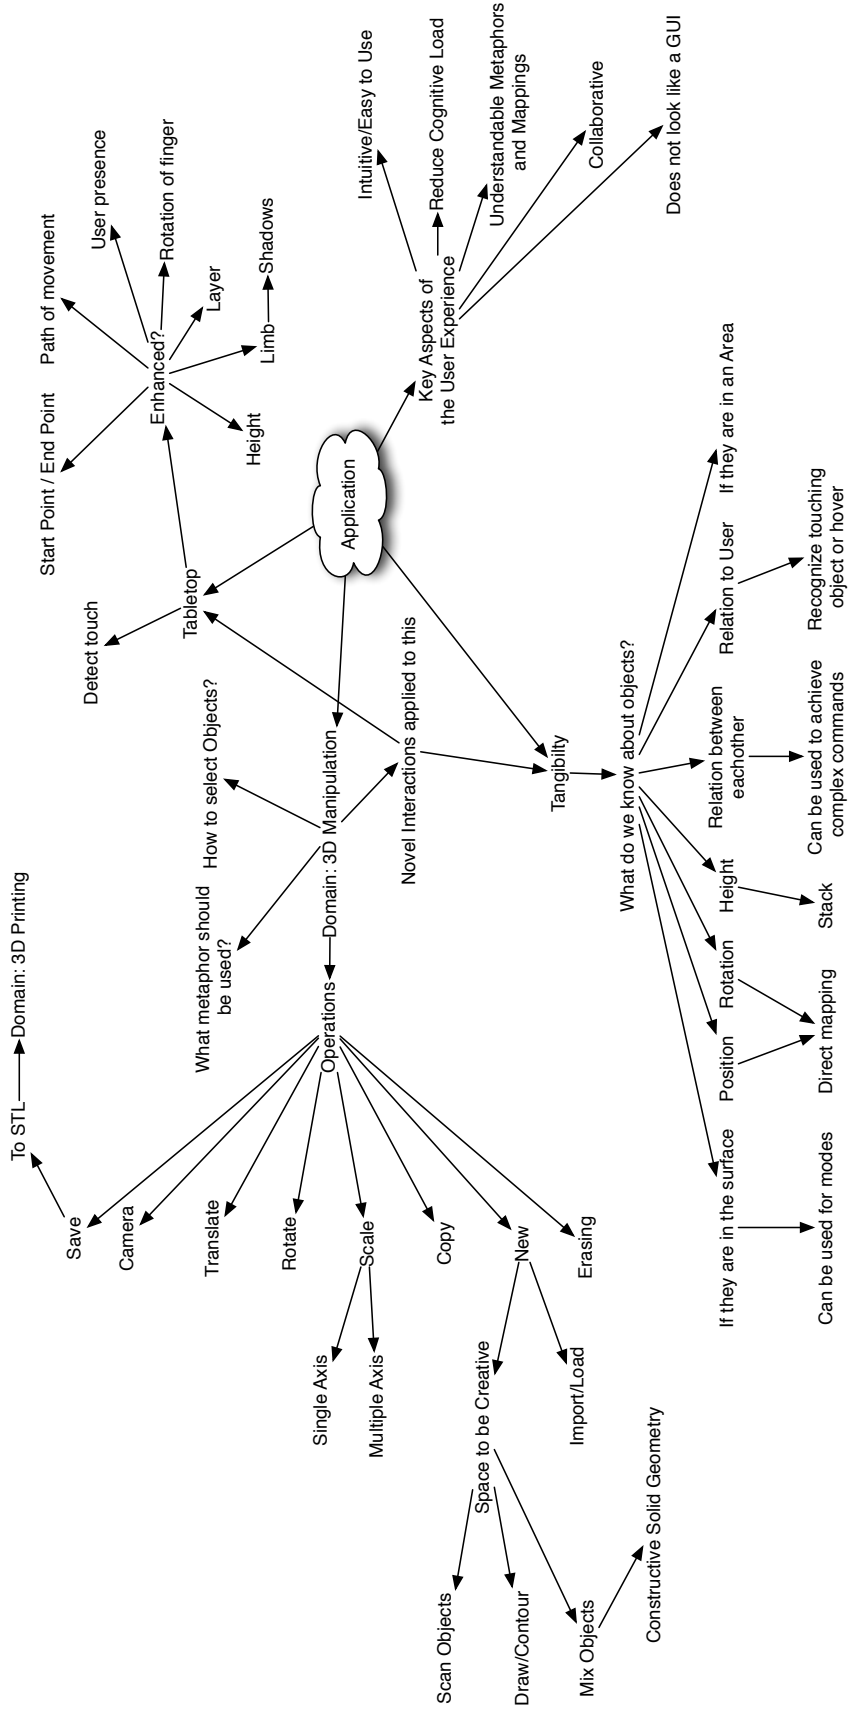 To STL
Domain: 3D Printing
Save
Camera
Translate
Rotate
Scale
Copy
New
Erasing
Single Axis
Multiple Axis
Space to be Creative
Import/Load
Scan Objects
Draw/Contour
Mix Objects
Constructive Solid Geometry
Operations
Domain: 3D Manipulation
What metaphor should
be used?
How to select Objects?
Novel Interactions applied to this
Application
Tabletop
Detect touch
Enhanced?
Start Point / End Point
Path of movement
User presence
Rotation of finger
Layer
Limb
Shadows
Height
Key Aspects of
the User Experience
Intuitive/Easy to Use
Reduce Cognitive Load
Understandable Metaphors
and Mappings
Collaborative
Does not look like a GUI
Tangibilty
What do we know about objects?
If they are in the surface
Position
Rotation
Height
Relation between
eachother
Relation to User
If they are in an Area
Can be used for modes
Direct mapping
Stack
Can be used to achieve
complex commands
Recognize touching
object or hover